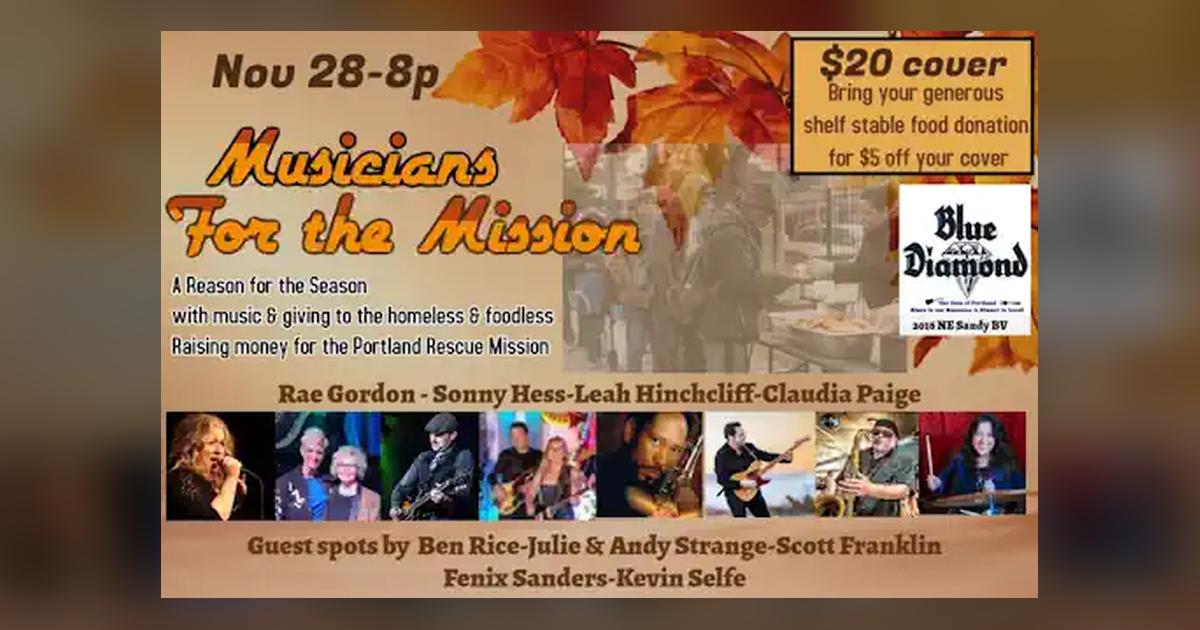 Nov 28-8p
$20 cover
Bring your generous
shelf stable food donation
for $5 off your cover
Musicians
For the Mission
A Reason for the Season
with music & giving to the homeless & foodless
Raising money for the Portland Rescue Mission
Blue
Diamond
2016 NE Sandy BV
Rae Gordon - Sonny Hess-Leah Hinchcliff-Claudia Paige
Guest spots by Ben Rice-Julie & Andy Strange-Scott Franklin
Fenix Sanders-Kevin Selfe